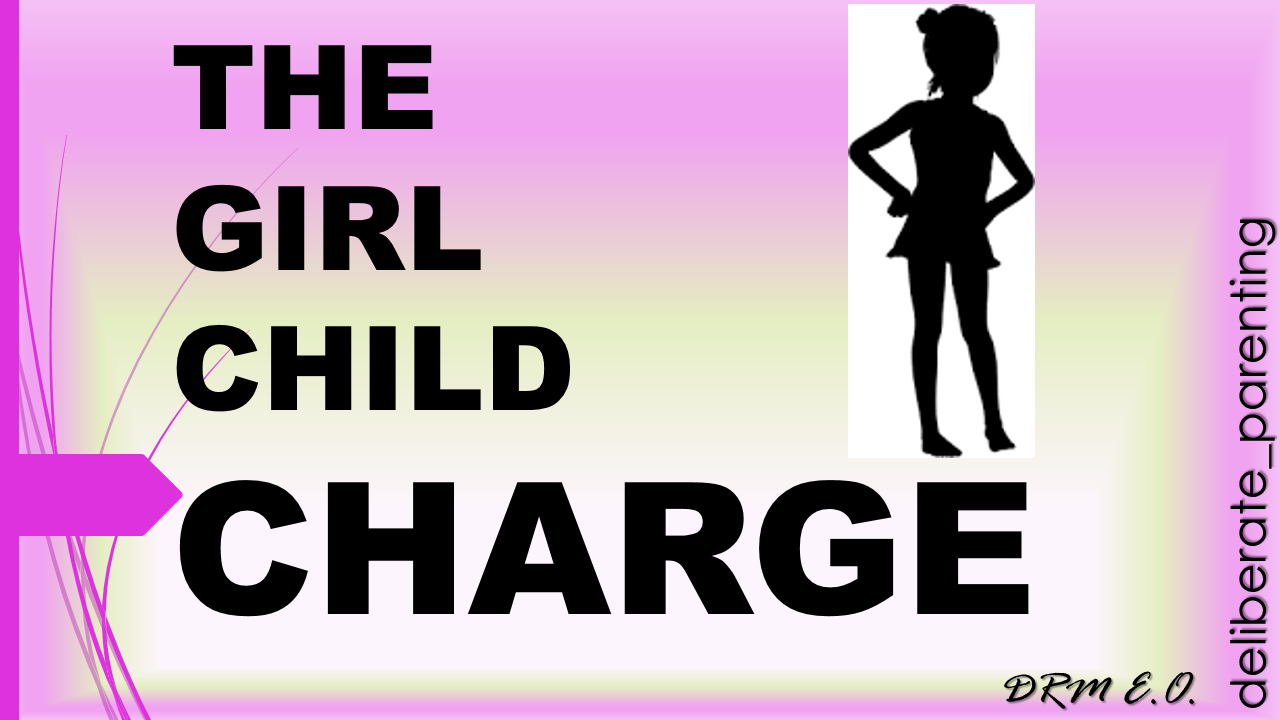 THE
GIRL
CHILD
CHARGE
DRM E.O.
deliberate_parenting